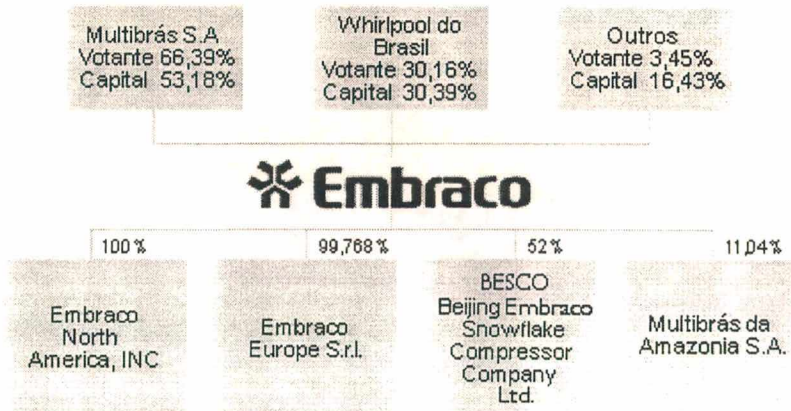 Multibrás S.A
Votante 66,39%
Capital 53,18%
Whirlpool do
Brasil
Votante 30,16%
Capital 30,39%
Outros
Votante 3,45%
Capital 16,43%
Embraco
100%
99,768%
52%
11,04%
Embraco
North
America, INC
Embraco
Europe S.r.l.
BESCO
Beijing Embraco
Snowflake
Compressor
Company
Ltd.
Multibrás da
Amazonia S.A.